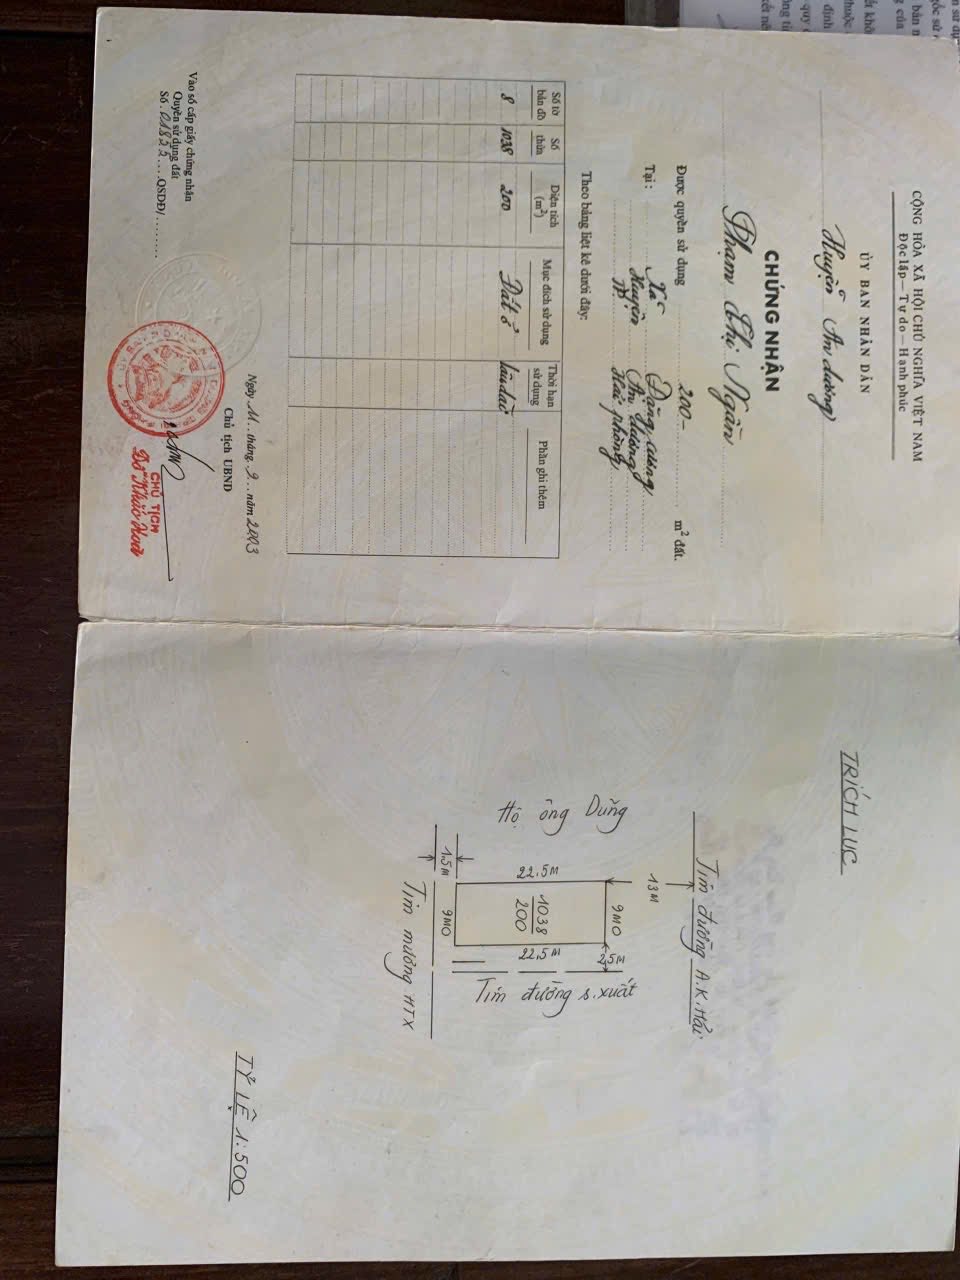 CỘNG HÒA XÃ HỘI CHỦ NGHĨA VIỆT NAM
Độc lập – Tự do – Hạnh phúc
ỦY BAN NHÂN DÂN
Huyện An dương
CHỨNG NHẬN
Phạm Thị Ngần
Được quyền sử dụng 200 m² đất.
Tại: Xã Đặng cương
Huyện An dương
TP. Hải phòng
Theo bảng liệt kê dưới đây:
Số tờ bản đồ | Số thửa | Diện tích (m²) | Mục đích sử dụng | Thời hạn sử dụng | Phần ghi thêm
8 | 1038 | 200 | Đất ở | lâu dài
Ngày 11 tháng 9 năm 2003
Chủ tịch UBND
CHỦ TỊCH
Vào sổ cấp giấy chứng nhận
Quyền sử dụng đất
Số 01822 QSDĐ/
TRÍCH LỤC
Tim đường A.K. Hải
13M
Hộ ông Dũng
9M0
2,5M
22,5M
1038
200
22,5M
Tim đường s.xuất
1,5M
9M0
Tim mương HTX
TỶ LỆ 1:500